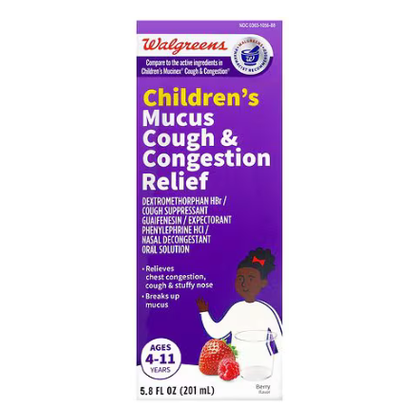 Walgreens
Compare to the active ingredients in
Children's Mucinex® Cough & Congestion†
Children's
Mucus
Cough &
Congestion
Relief
DEXTROMETHORPHAN HBr /
COUGH SUPPRESSANT
GUAIFENESIN / EXPECTORANT
PHENYLEPHRINE HCl /
NASAL DECONGESTANT
ORAL SOLUTION
• Relieves
chest congestion,
cough & stuffy nose
• Breaks up
mucus
AGES
4-11
YEARS
5.8 FL OZ (201 mL)
Berry
Flavor